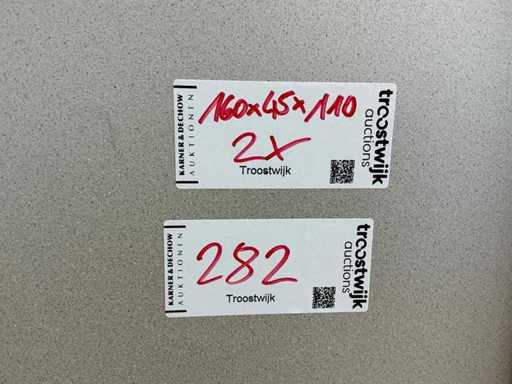 KARNER & DECHOW
AUKTIONEN
160x45x110
2x
Troostwijk
troostwijk
auctions
KARNER & DECHOW
AUKTIONEN
282
Troostwijk
troostwijk
auctions